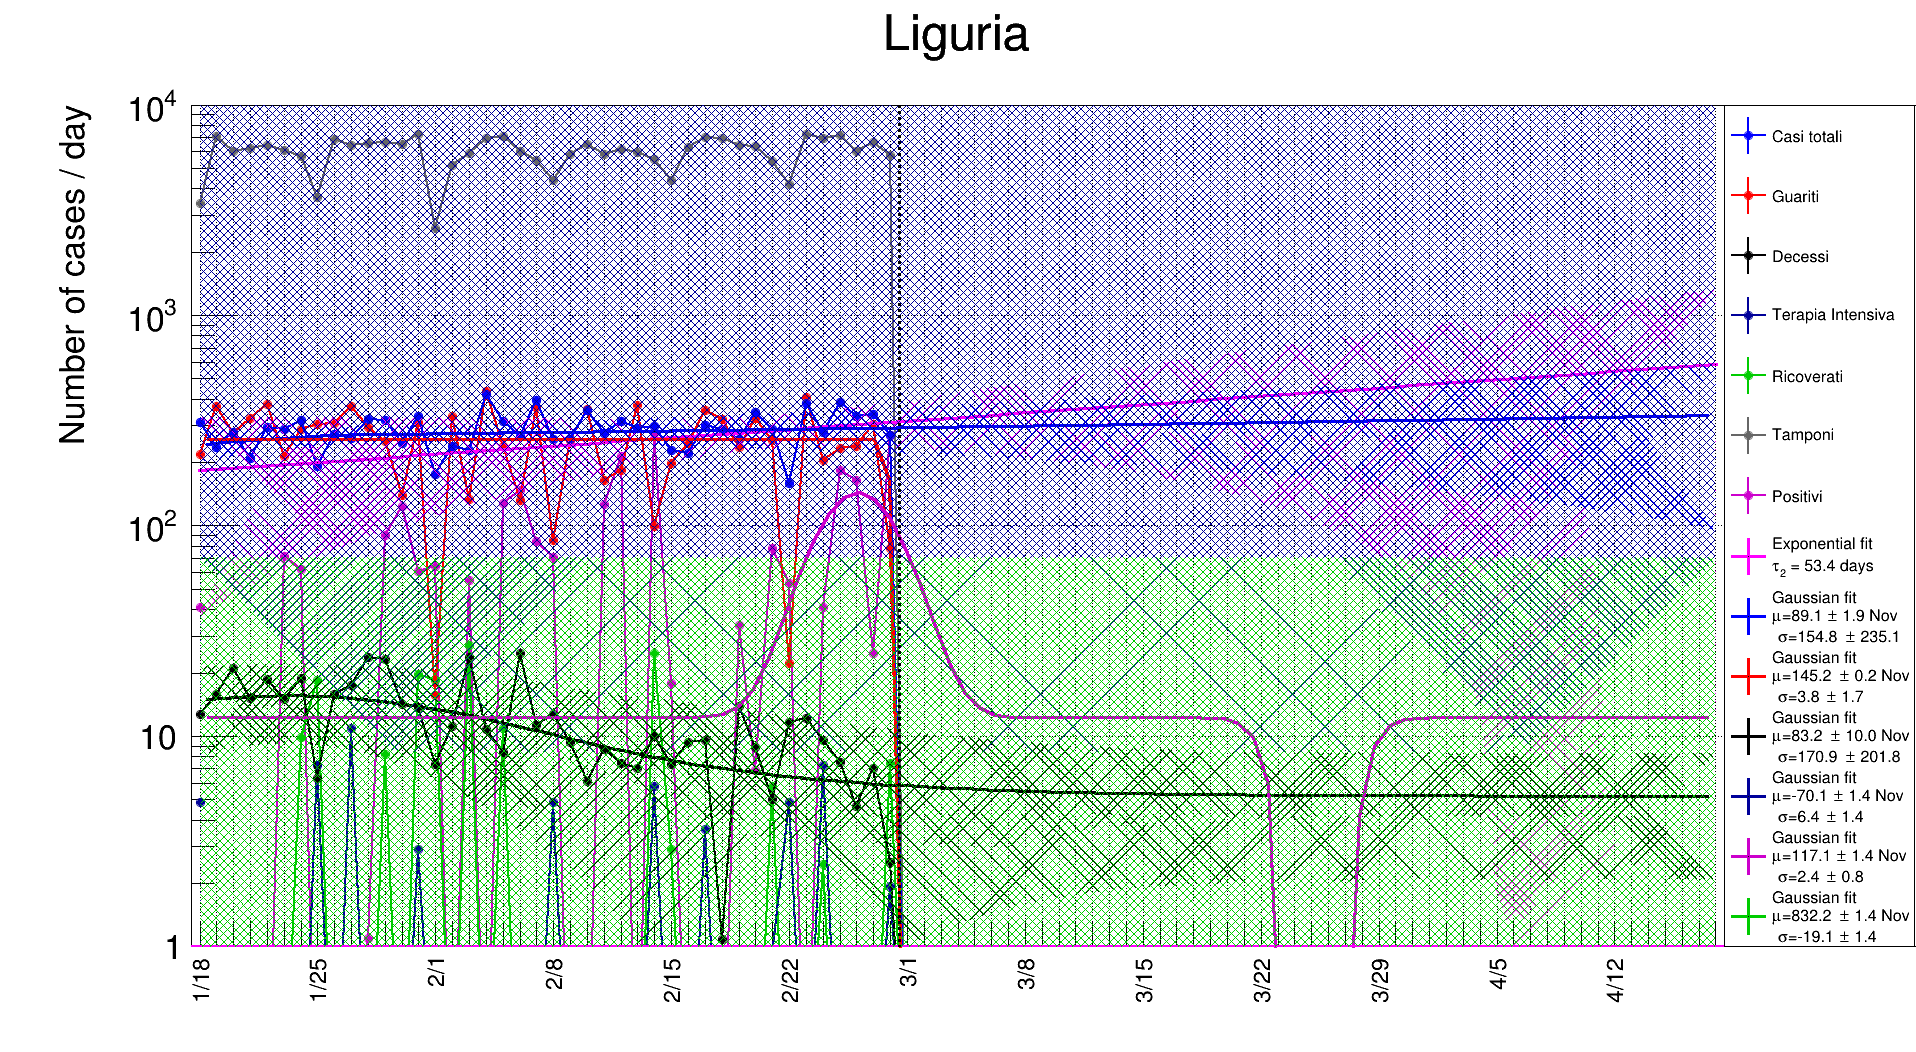 Liguria
Number of cases / day
10^4
10^3
10^2
10
1
1/18
1/25
2/1
2/8
2/15
2/22
3/1
3/8
3/15
3/22
3/29
4/5
4/12
Casi totali
Guariti
Decessi
Terapia Intensiva
Ricoverati
Tamponi
Positivi
Exponential fit
τ2 = 53.4 days
Gaussian fit
μ=89.1 ± 1.9 Nov
σ=154.8 ± 235.1
Gaussian fit
μ=145.2 ± 0.2 Nov
σ=3.8 ± 1.7
Gaussian fit
μ=83.2 ± 10.0 Nov
σ=170.9 ± 201.8
Gaussian fit
μ=-70.1 ± 1.4 Nov
σ=6.4 ± 1.4
Gaussian fit
μ=117.1 ± 1.4 Nov
σ=2.4 ± 0.8
Gaussian fit
μ=832.2 ± 1.4 Nov
σ=-19.1 ± 1.4